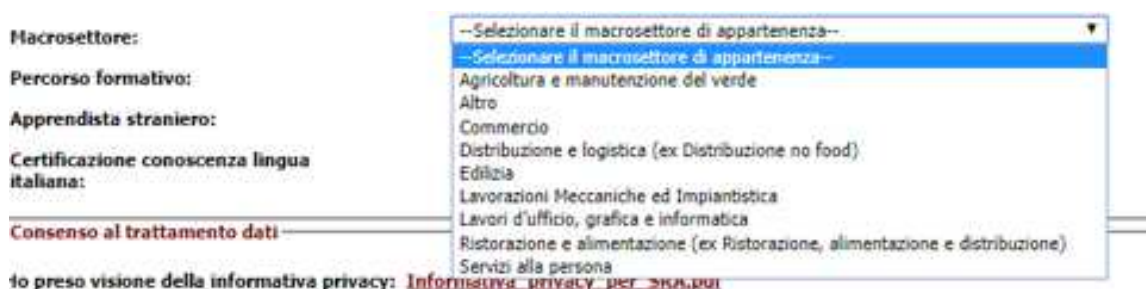 Macrosettore:
--Selezionare il macrosettore di appartenenza--
--Selezionare il macrosettore di appartenenza--
Agricoltura e manutenzione del verde
Altro
Commercio
Distribuzione e logistica (ex Distribuzione no food)
Edilizia
Lavorazioni Meccaniche ed Impiantistica
Lavori d'ufficio, grafica e informatica
Ristorazione e alimentazione (ex Ristorazione, alimentazione e distribuzione)
Servizi alla persona
Percorso formativo:
Apprendista straniero:
Certificazione conoscenza lingua
italiana:
Consenso al trattamento dati
Ho preso visione della informativa privacy: Informativa_privacy_per_SRA.pdf